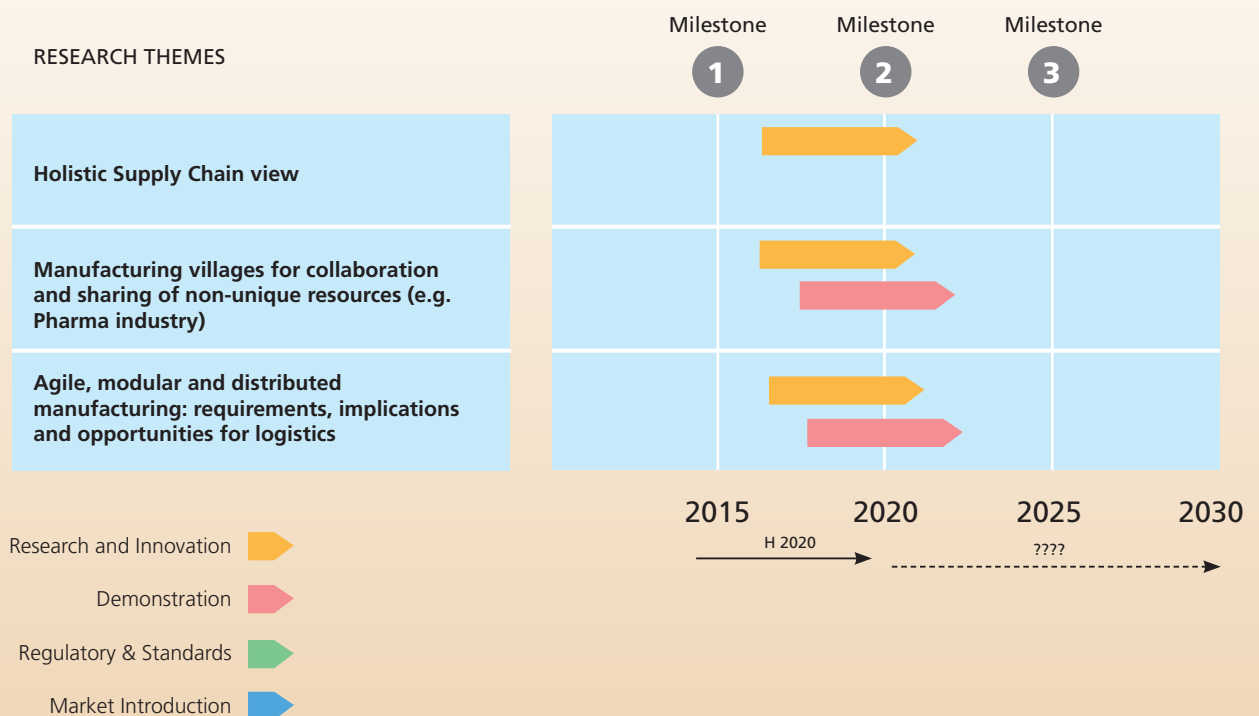 RESEARCH THEMES
Milestone
Milestone
Milestone
1
2
3
Holistic Supply Chain view
Manufacturing villages for collaboration
and sharing of non-unique resources (e.g.
Pharma industry)
Agile, modular and distributed
manufacturing: requirements, implications
and opportunities for logistics
2015
2020
2025
2030
H 2020
????
Research and Innovation
Demonstration
Regulatory & Standards
Market Introduction